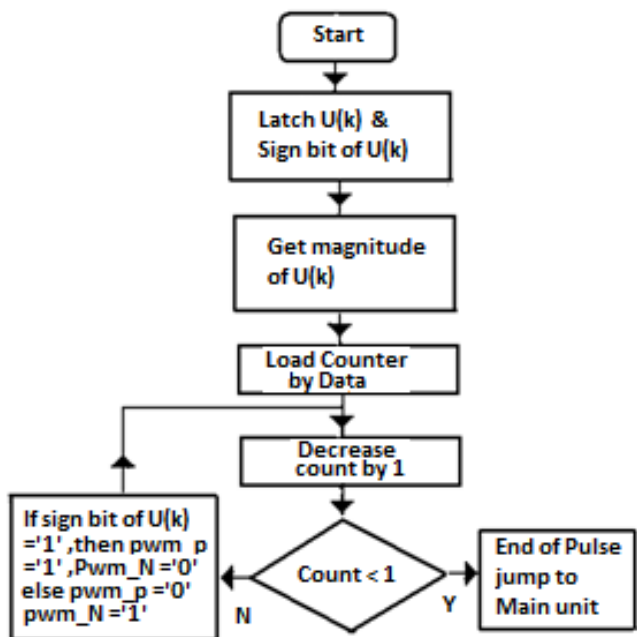 Start
Latch U(k) &
Sign bit of U(k)
Get magnitude
of U(k)
Load Counter
by Data
Decrease
count by 1
Count < 1
N
Y
If sign bit of U(k)
='1' ,then pwm_p
='1' ,Pwm_N ='0'
else pwm_p ='0'
pwm_N ='1'
End of Pulse
jump to
Main unit